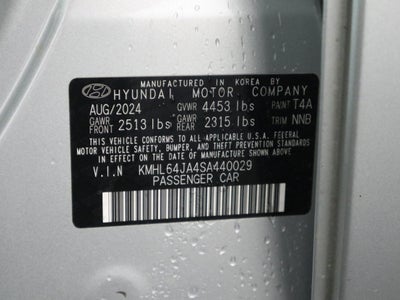 MANUFACTURED IN KOREA BY
HYUNDAI MOTOR COMPANY
AUG/2024 GVWR 4453 lbs PAINT T4A
GAWR FRONT 2513 lbs GAWR REAR 2315 lbs TRIM NNB
THIS VEHICLE CONFORMS TO ALL APPLICABLE U.S.A. FEDERAL
MOTOR VEHICLE SAFETY, BUMPER, AND THEFT PREVENTION STANDARDS
IN EFFECT ON THE DATE OF MANUFACTURE SHOWN ABOVE.
V.I.N KMHL64JA4SA440029
PASSENGER CAR